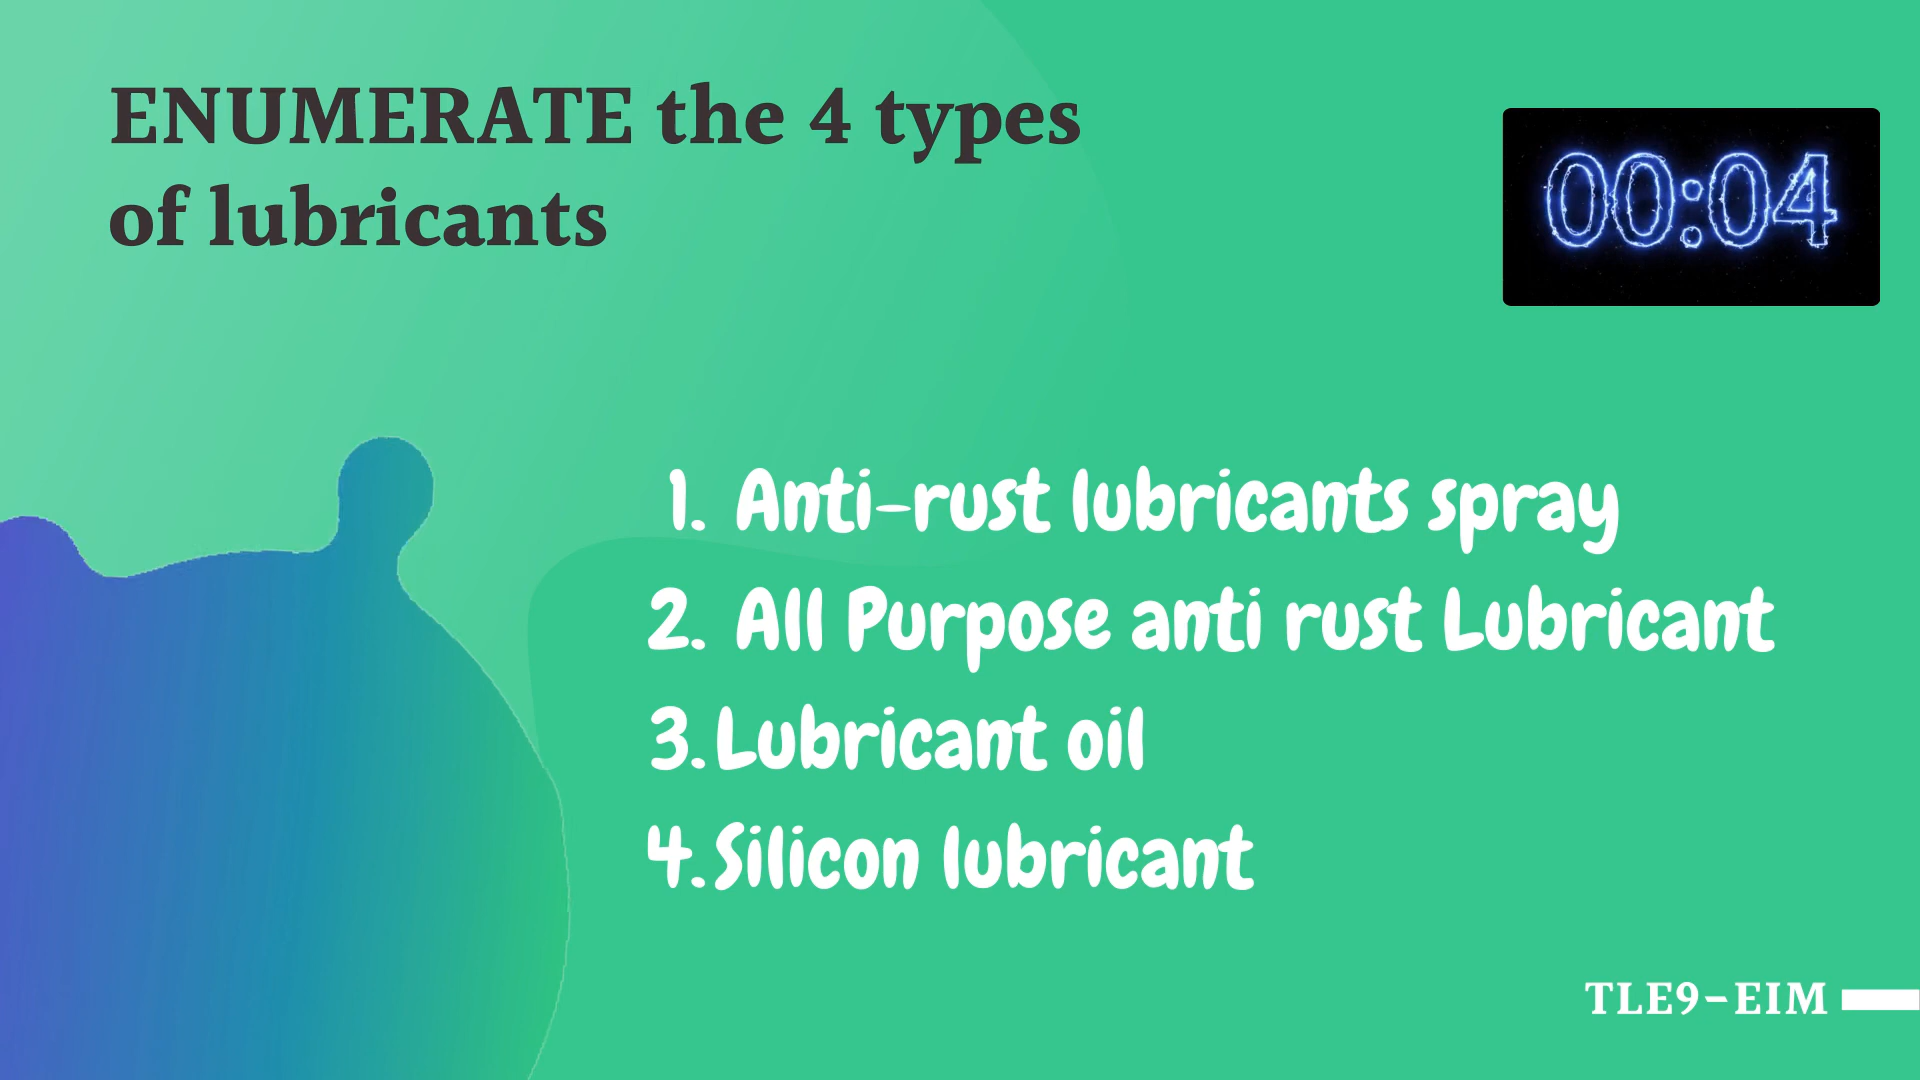 ENUMERATE the 4 types
of lubricants
00:04
1. Anti-rust lubricants spray
2. All Purpose anti rust Lubricant
3. Lubricant oil
4. Silicon lubricant
TLE9-EIM